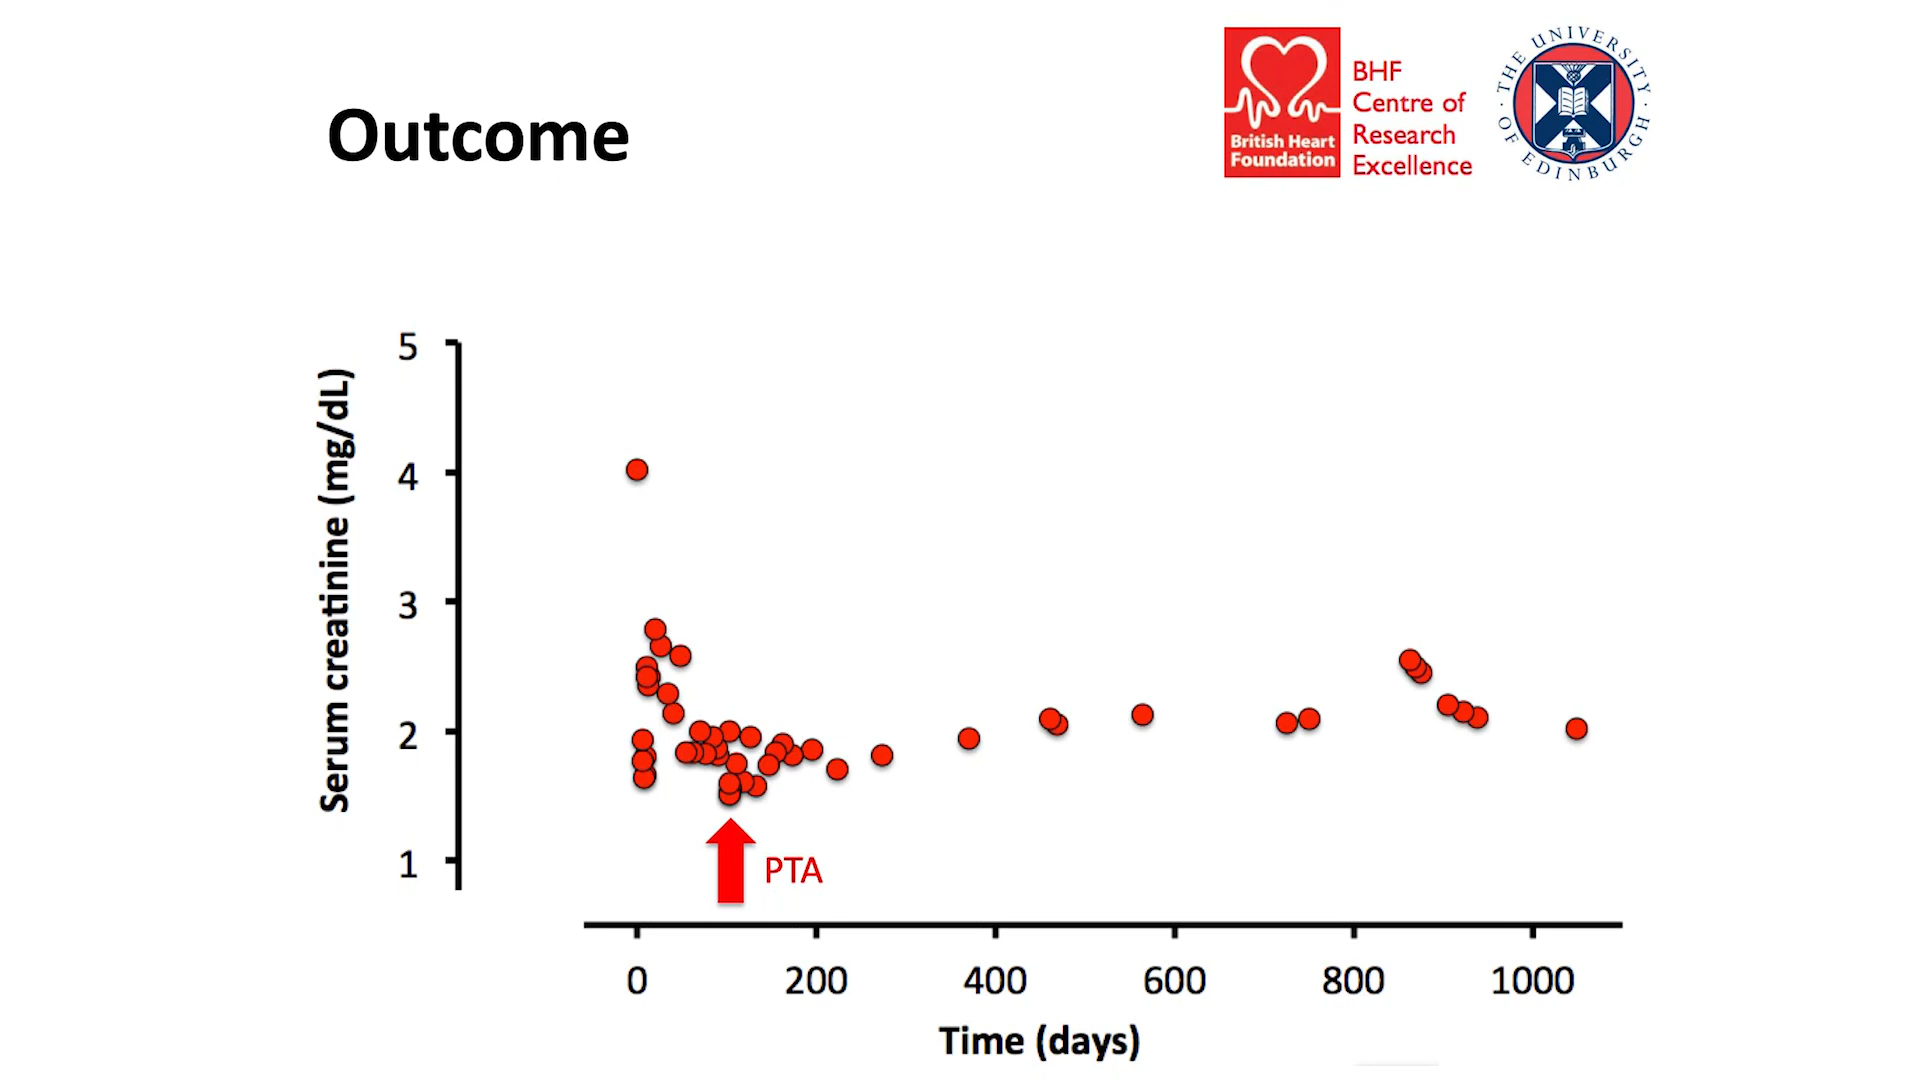 Outcome
British Heart
Foundation
BHF
Centre of
Research
Excellence
· THE UNIVERSITY ·
OF EDINBURGH
Serum creatinine (mg/dL)
5
4
3
2
1
PTA
0 200 400 600 800 1000
Time (days)